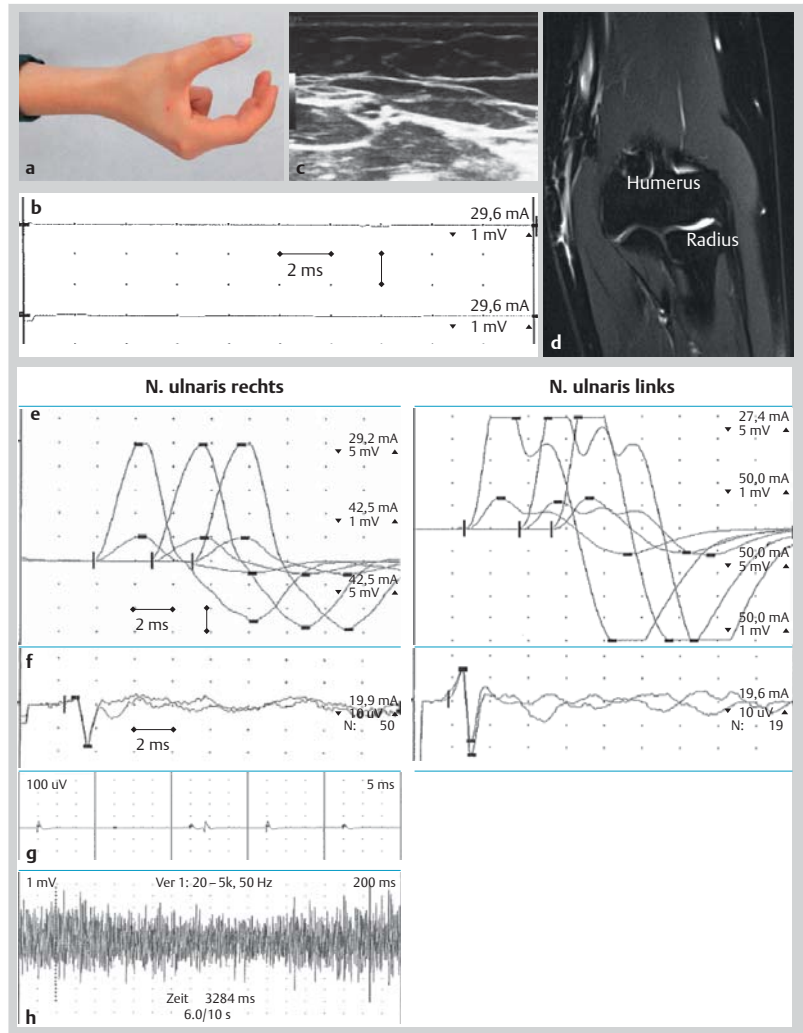 a
c
d
Humerus
Radius
b
29,6 mA
1 mV
2 ms
29,6 mA
1 mV
N. ulnaris rechts
N. ulnaris links
e
29,2 mA
5 mV
42,5 mA
1 mV
42,5 mA
5 mV
2 ms
27,4 mA
5 mV
50,0 mA
1 mV
50,0 mA
5 mV
50,0 mA
1 mV
f
19,9 mA
10 uV
N: 50
2 ms
19,6 mA
10 uV
N: 19
100 uV 5 ms
g
1 mV Ver 1: 20–5k, 50 Hz 200 ms
Zeit 3284 ms
6.0/10 s
h